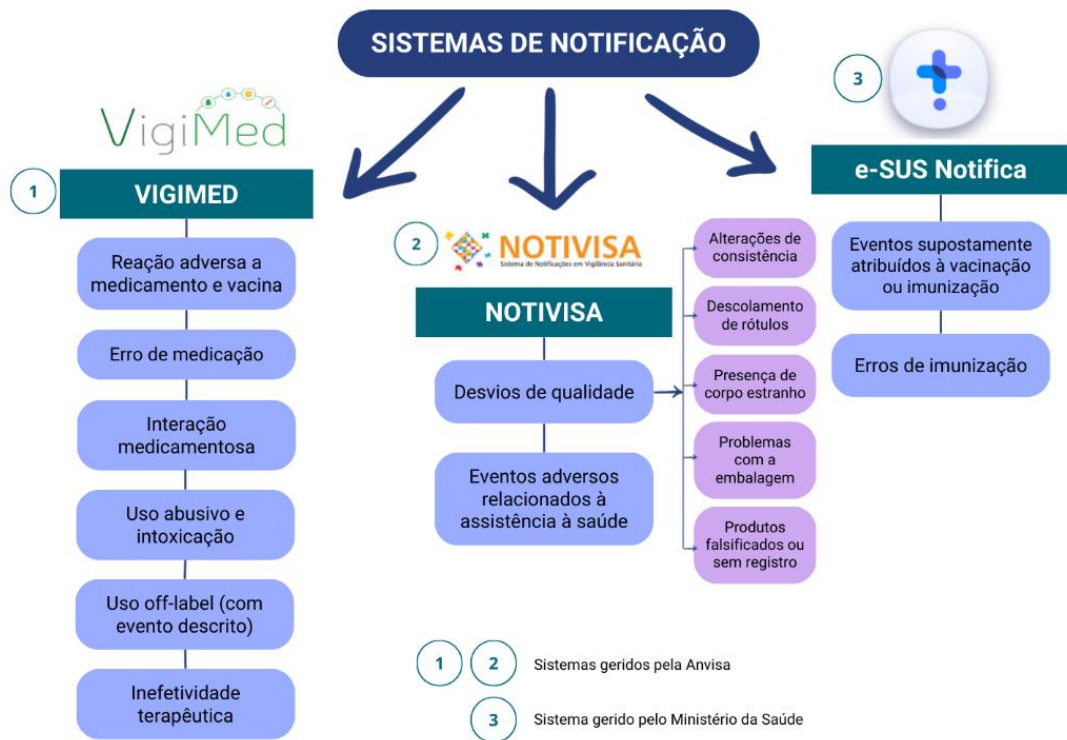 SISTEMAS DE NOTIFICAÇÃO
VigiMed
1
VIGIMED
Reação adversa a
medicamento e vacina
Erro de medicação
Interação
medicamentosa
Uso abusivo e
intoxicação
Uso off-label (com
evento descrito)
Inefetividade
terapêutica
2
NOTIVISA
Sistema de Notificações em Vigilância Sanitária
NOTIVISA
Desvios de qualidade
Eventos adversos
relacionados à
assistência à saúde
Alterações de
consistência
Descolamento
de rótulos
Presença de
corpo estranho
Problemas
com a
embalagem
Produtos
falsificados ou
sem registro
3
e-SUS Notifica
Eventos supostamente
atribuídos à vacinação
ou imunização
Erros de imunização
1 2 Sistemas geridos pela Anvisa
3 Sistema gerido pelo Ministério da Saúde